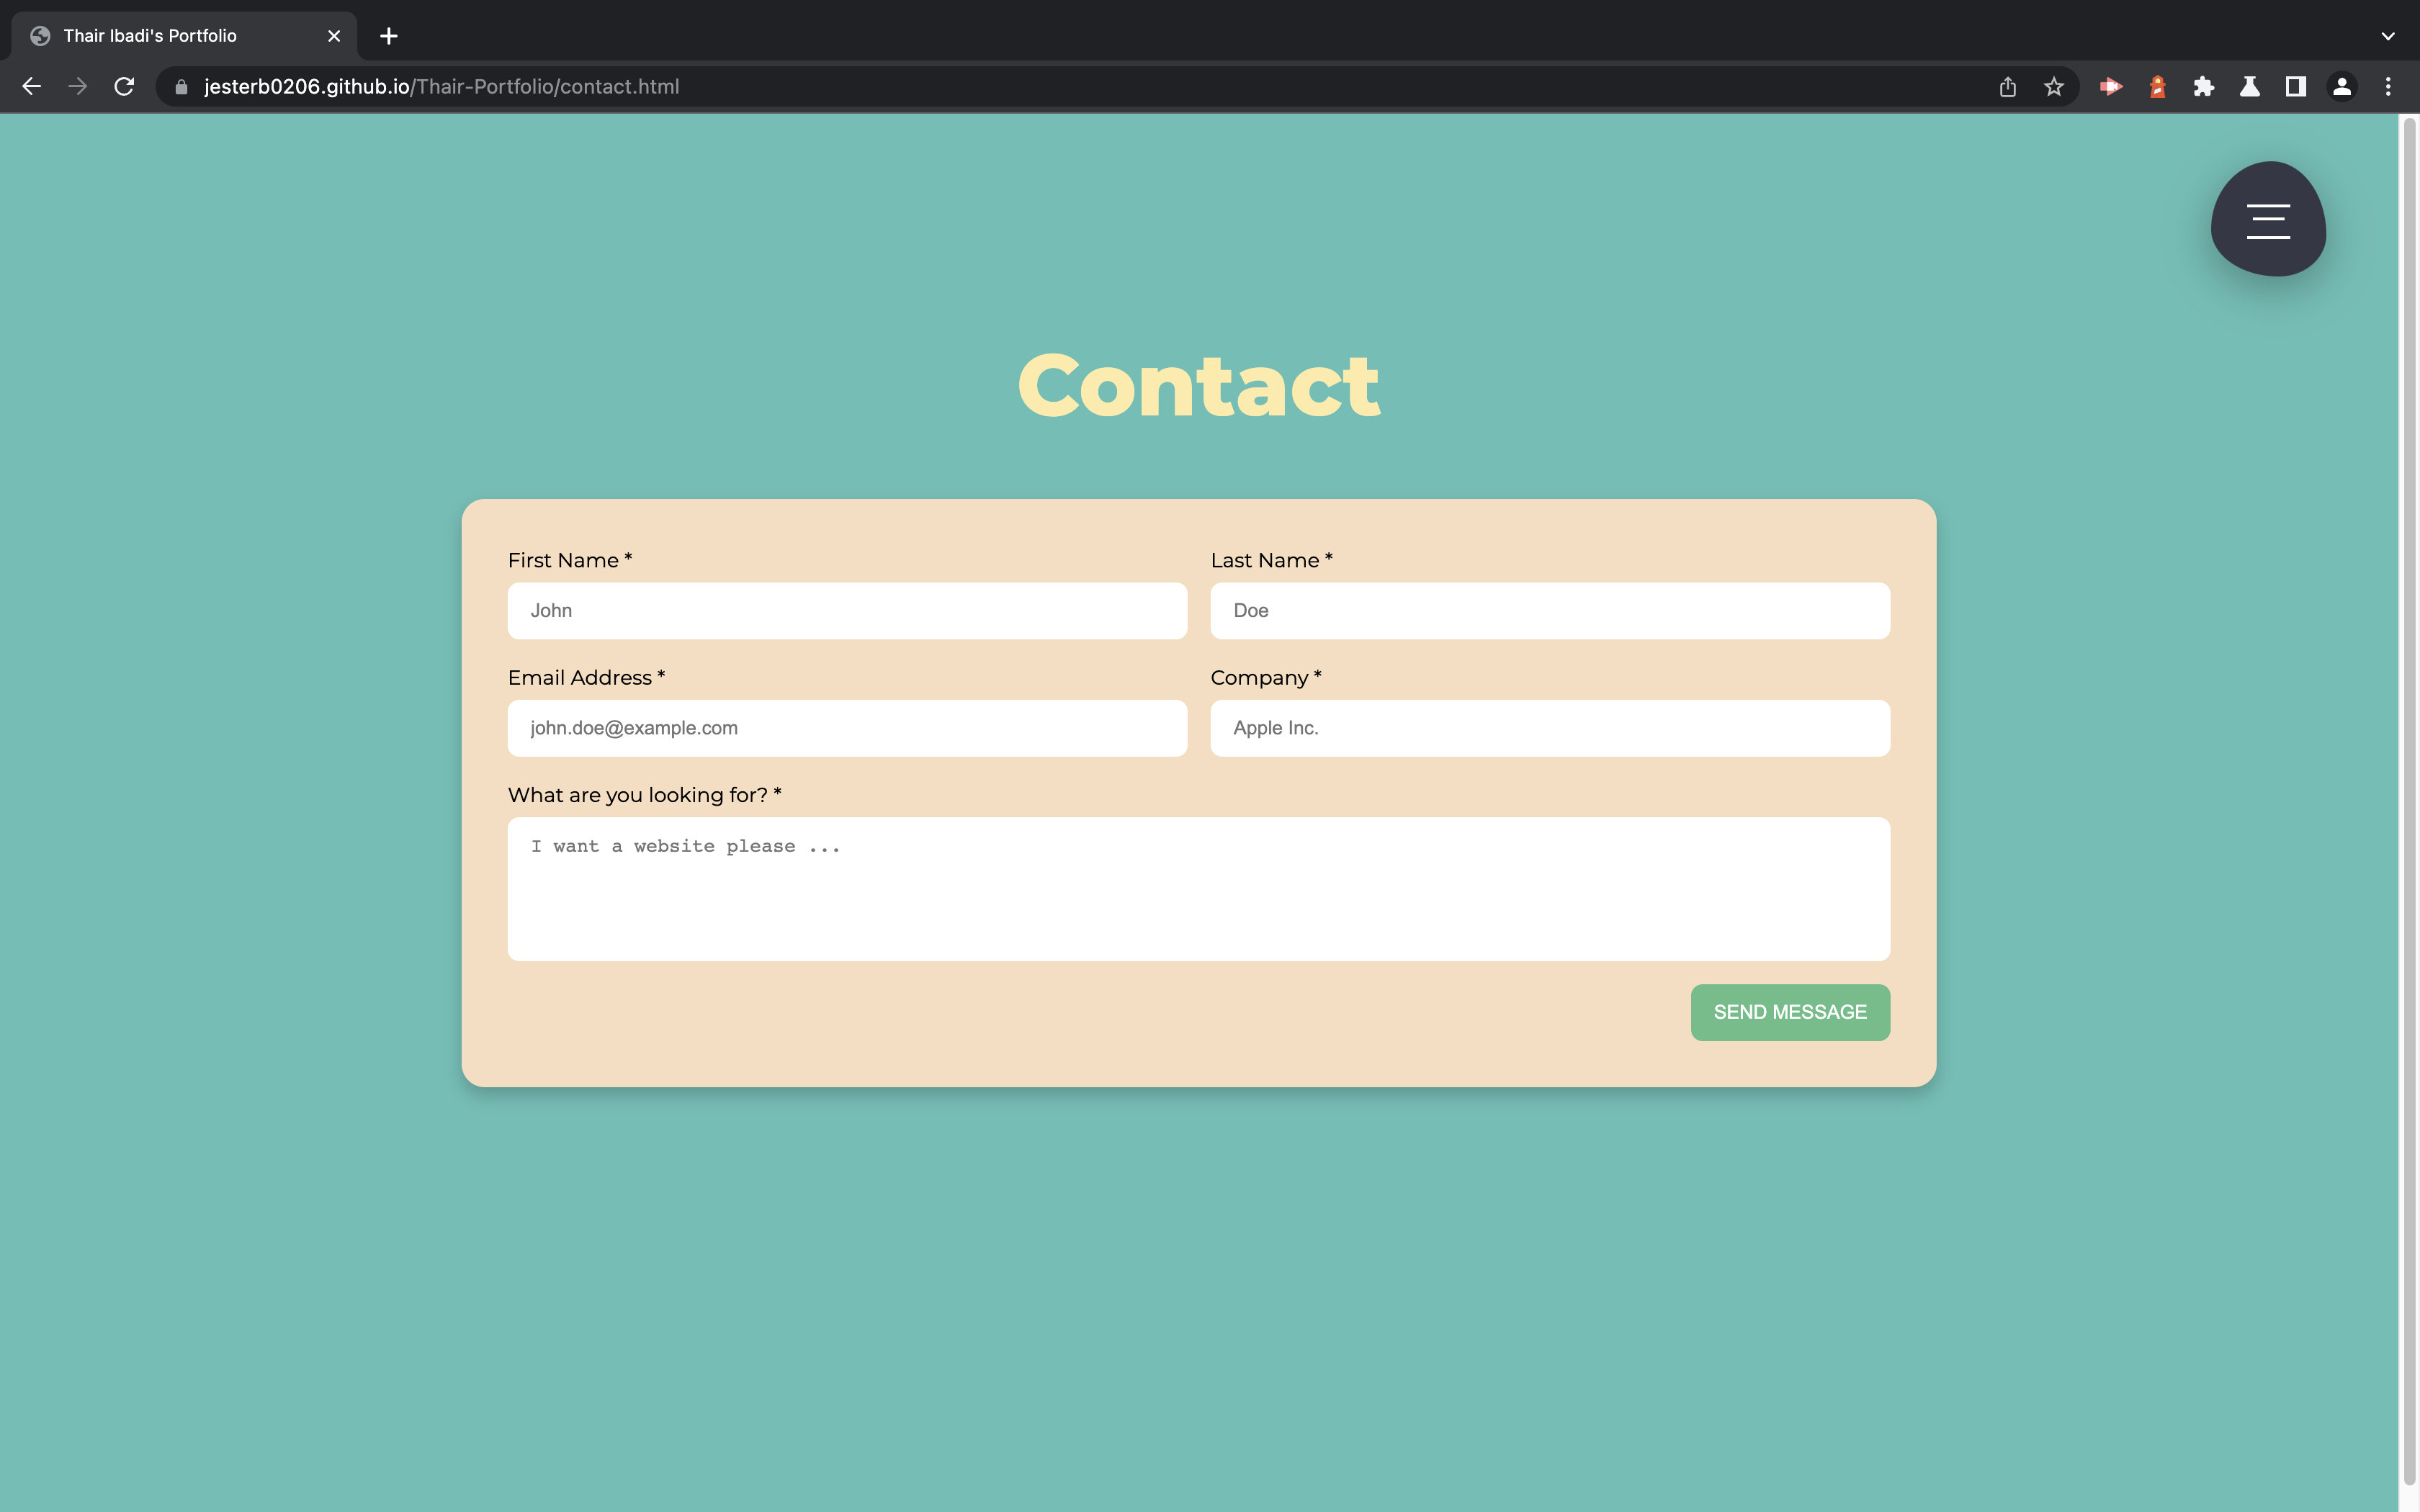 Thair Ibadi's Portfolio
jesterb0206.github.io/Thair-Portfolio/contact.html
Contact
First Name *
Last Name *
John
Doe
Email Address *
Company *
john.doe@example.com
Apple Inc.
What are you looking for? *
I want a website please ...
SEND MESSAGE